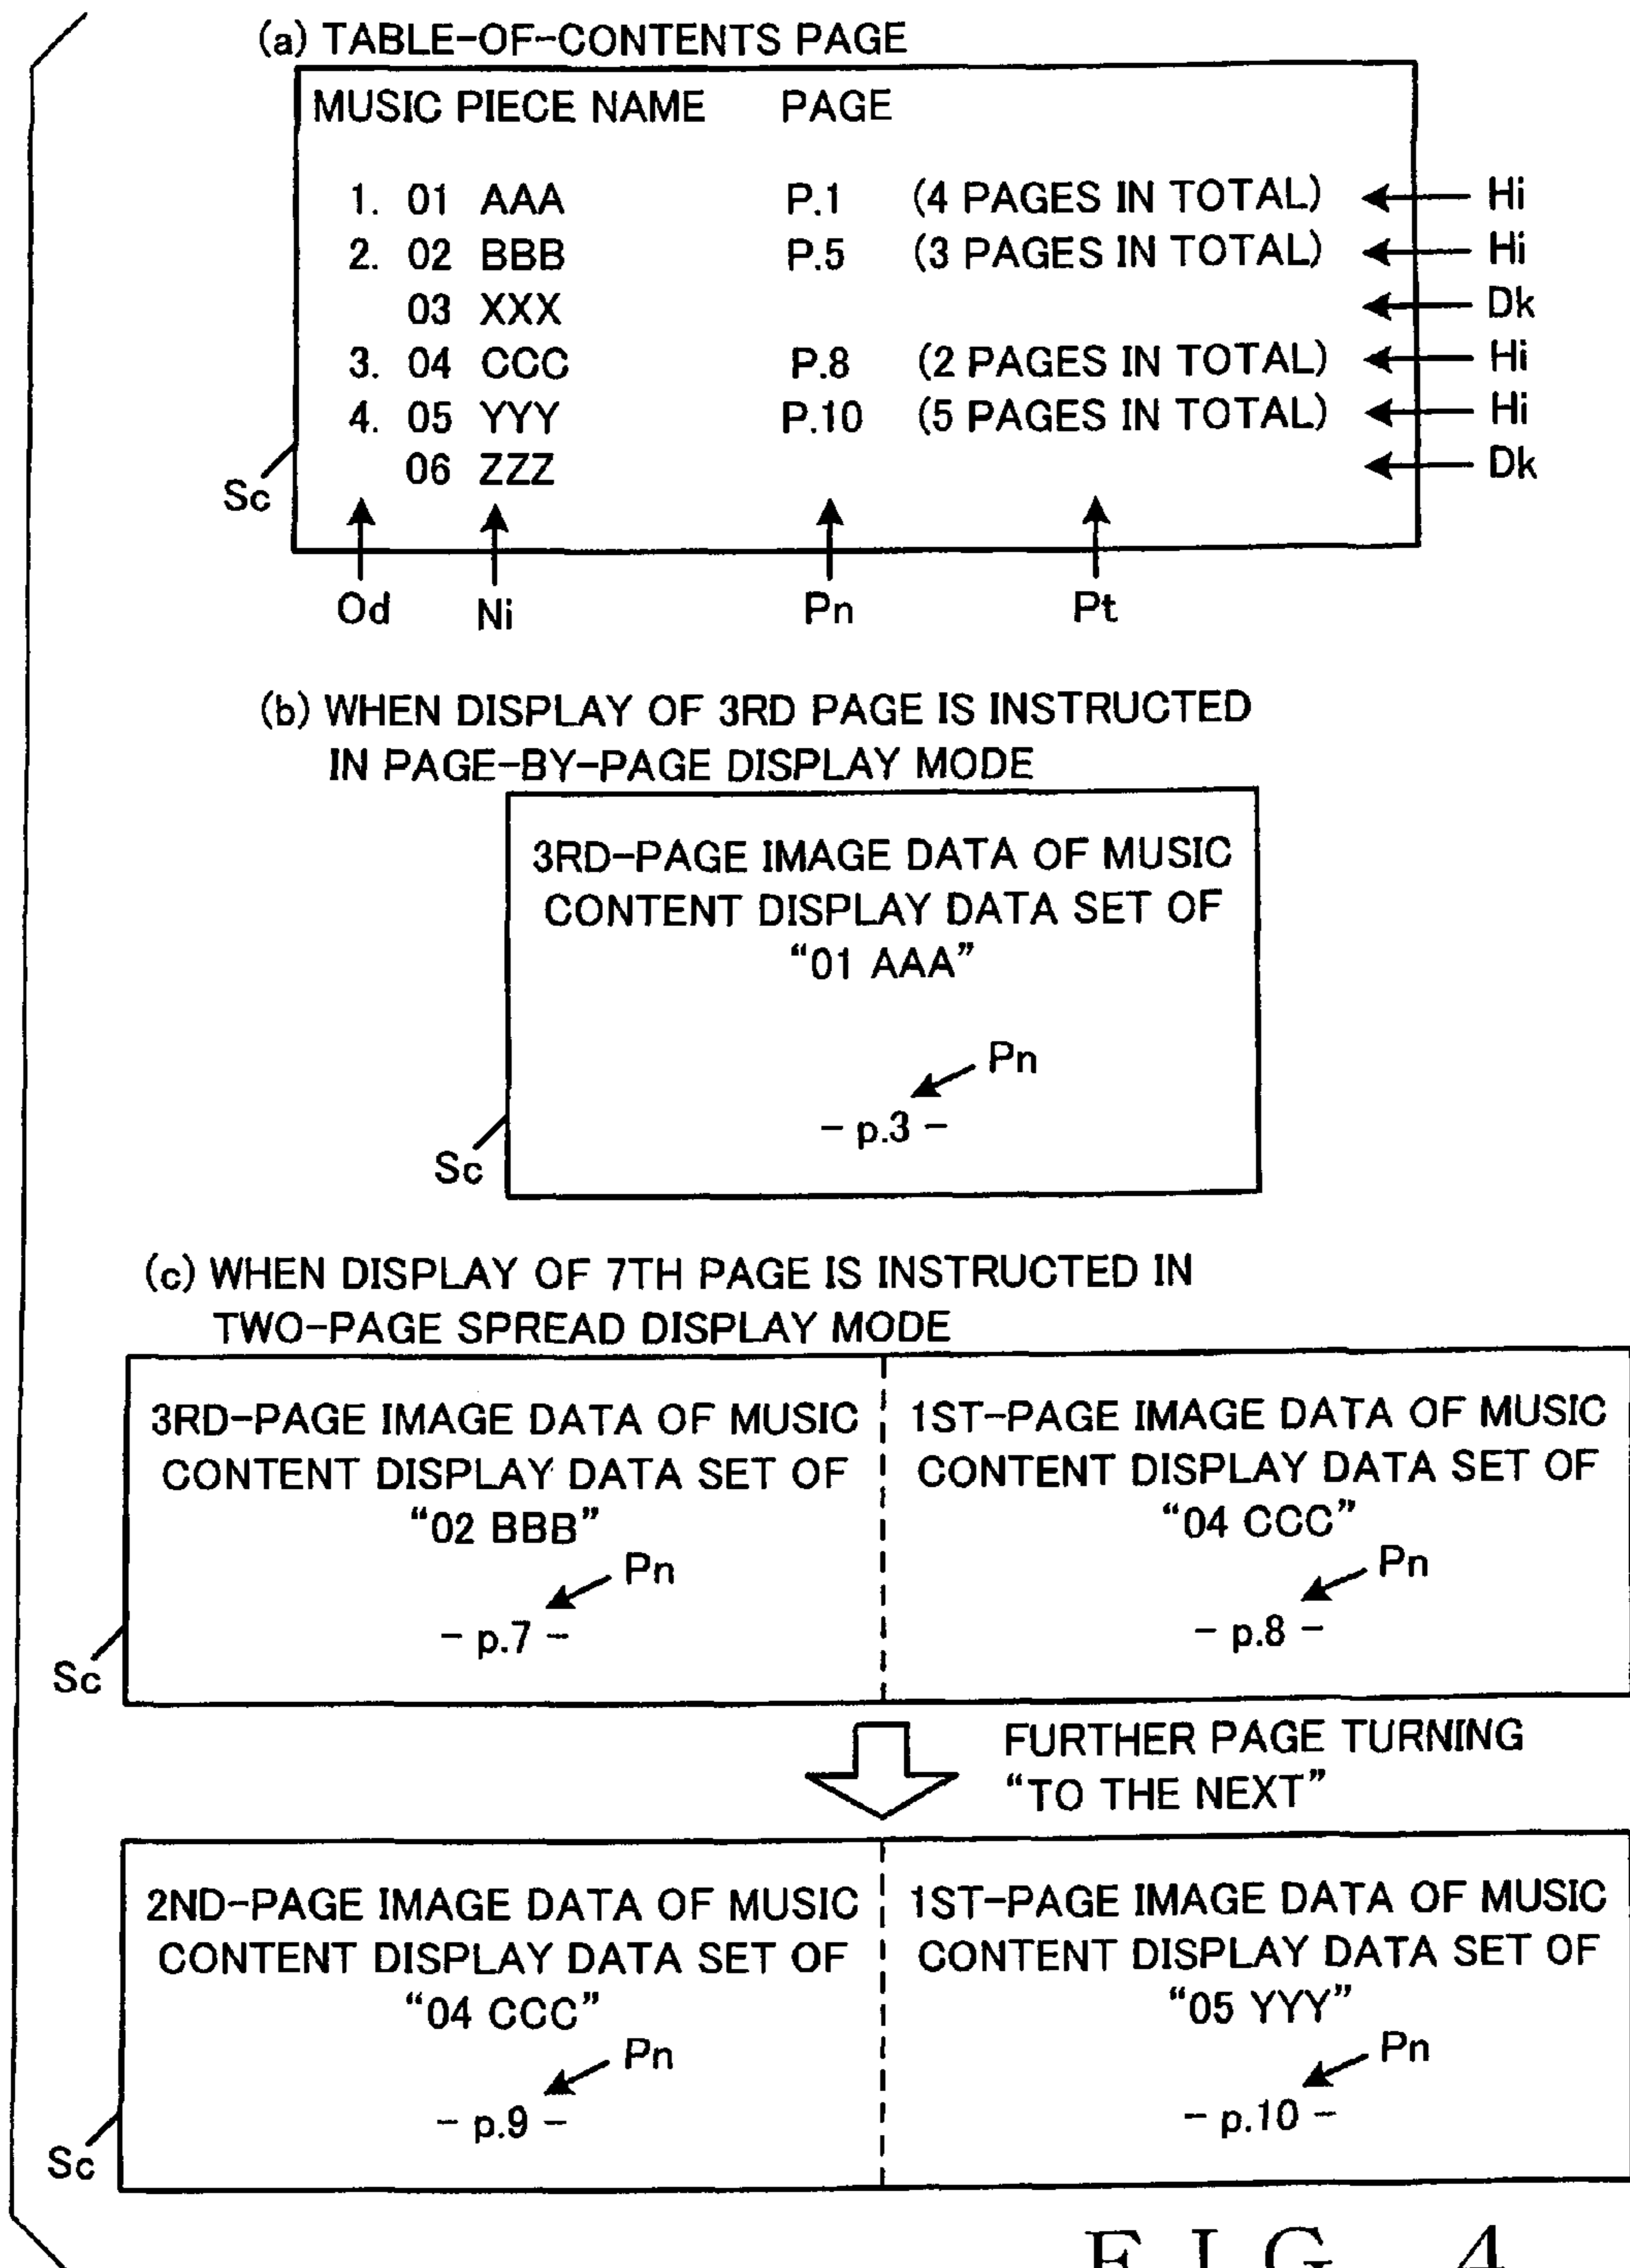 (a) TABLE-OF-CONTENTS PAGE
MUSIC PIECE NAME PAGE
1. 01 AAA P.1 (4 PAGES IN TOTAL) Hi
2. 02 BBB P.5 (3 PAGES IN TOTAL) Hi
03 XXX Dk
3. 04 CCC P.8 (2 PAGES IN TOTAL) Hi
4. 05 YYY P.10 (5 PAGES IN TOTAL) Hi
06 ZZZ Dk
Sc
Od Ni Pn Pt
(b) WHEN DISPLAY OF 3RD PAGE IS INSTRUCTED
IN PAGE-BY-PAGE DISPLAY MODE
3RD-PAGE IMAGE DATA OF MUSIC
CONTENT DISPLAY DATA SET OF
“01 AAA”
Pn
- p.3 -
Sc
(c) WHEN DISPLAY OF 7TH PAGE IS INSTRUCTED IN
TWO-PAGE SPREAD DISPLAY MODE
3RD-PAGE IMAGE DATA OF MUSIC
CONTENT DISPLAY DATA SET OF
“02 BBB”
Pn
- p.7 -
Sc
1ST-PAGE IMAGE DATA OF MUSIC
CONTENT DISPLAY DATA SET OF
“04 CCC”
Pn
- p.8 -
FURTHER PAGE TURNING
“TO THE NEXT”
2ND-PAGE IMAGE DATA OF MUSIC
CONTENT DISPLAY DATA SET OF
“04 CCC”
Pn
- p.9 -
Sc
1ST-PAGE IMAGE DATA OF MUSIC
CONTENT DISPLAY DATA SET OF
“05 YYY”
Pn
- p.10 -
FIG. 4